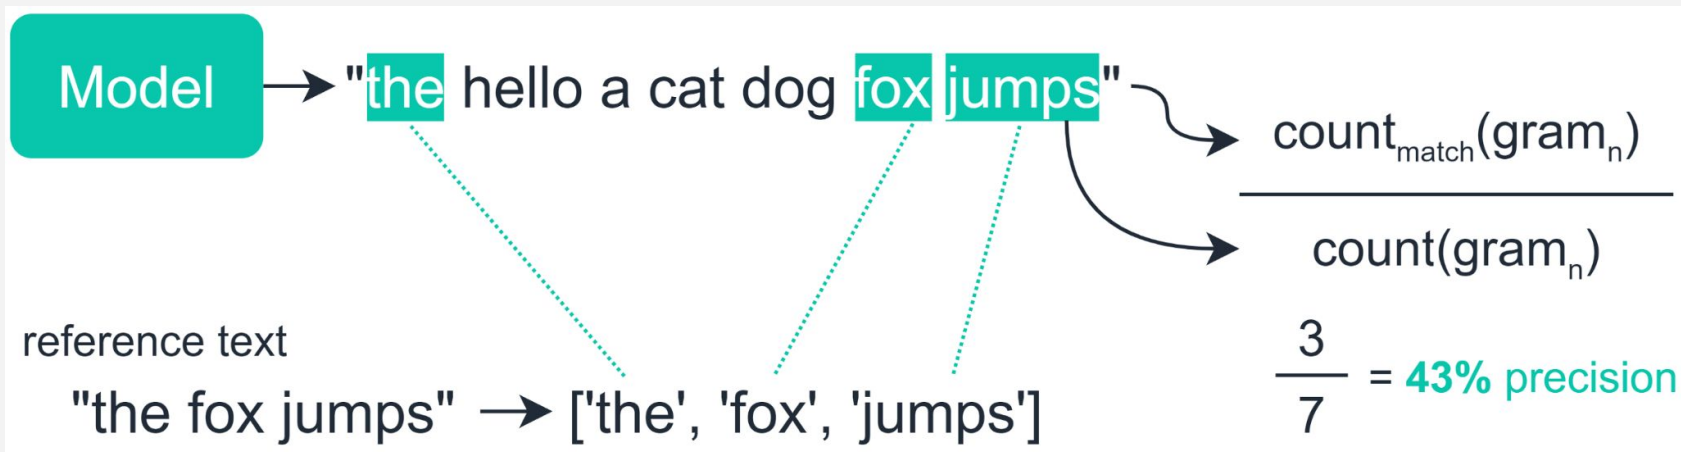 Model
"the hello a cat dog fox jumps"
count_match(gram_n)
count(gram_n)
reference text
"the fox jumps"
['the', 'fox', 'jumps']
3
7
= 43% precision